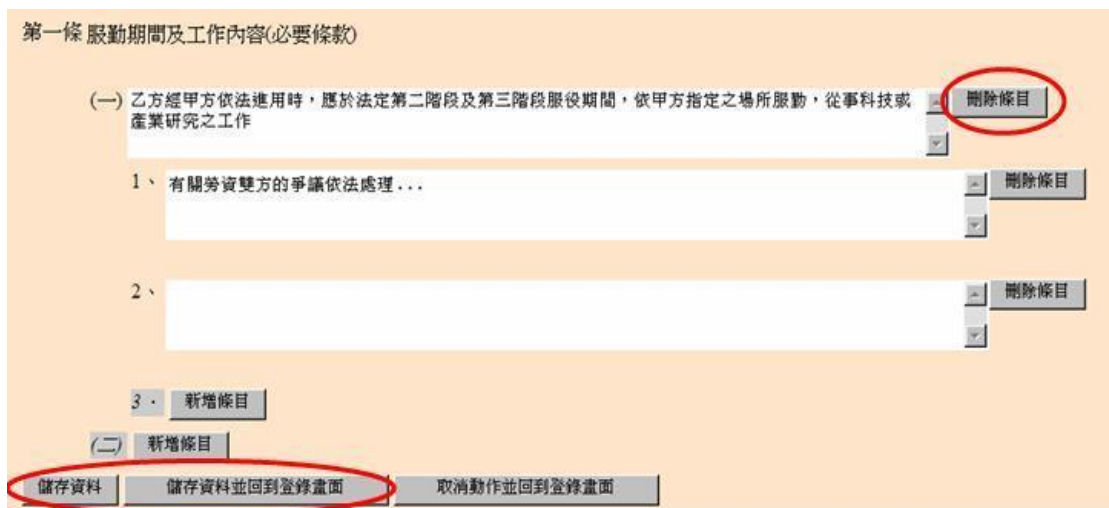 第一條 服勤期間及工作內容(必要條款)
(一) 乙方經甲方依法進用時，應於法定第二階段及第三階段服役期間，依甲方指定之場所服勤，從事科技或 刪除條目
產業研究之工作
1、 有關勞資雙方的爭議依法處理... 刪除條目
2、 刪除條目
3． 新增條目
(二) 新增條目
儲存資料 儲存資料並回到登錄畫面 取消動作並回到登錄畫面